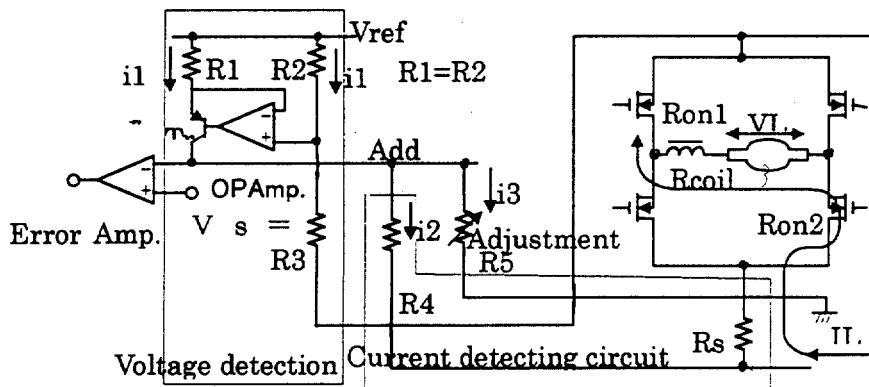 Vref
i1
R1
R2
i1
R1=R2
Ron1
VL
Add
Rcoil
OPAmp.
i3
Error Amp.
V s =
i2
Adjustment
Ron2
R3
R5
R4
Rs
IL
Voltage detection
Current detecting circuit